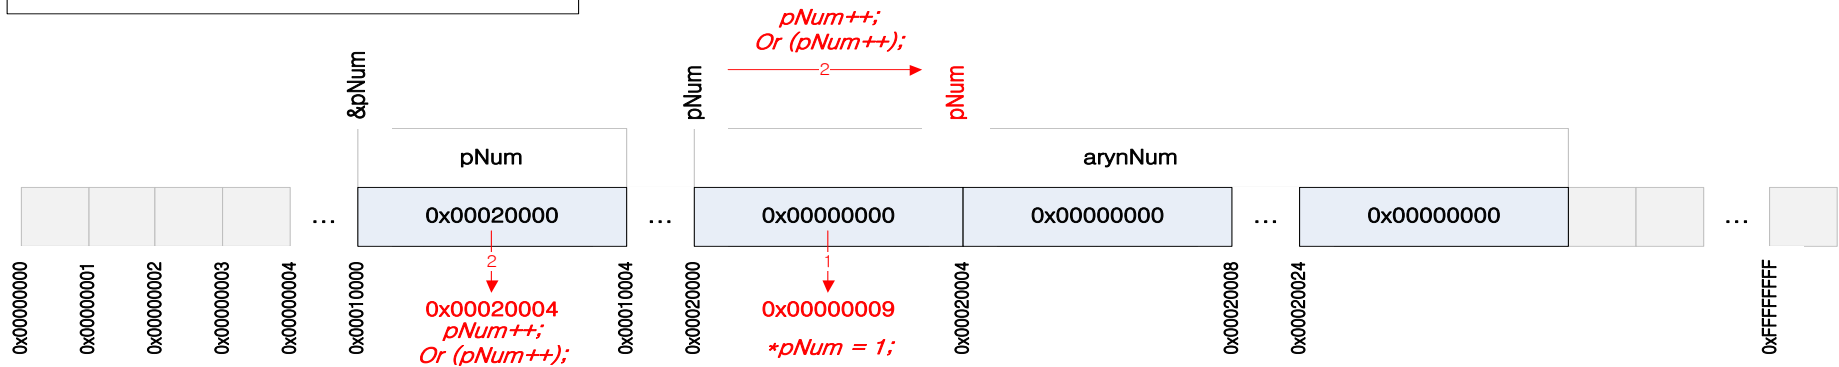 pNum++;
Or (pNum++);
2
&pNum
pNum
pNum
pNum
arynNum
0x00020000
0x00000000
0x00000000
0x00000000
...
...
...
...
2
1
0x00020004
pNum++;
Or (pNum++);
0x00000009
*pNum = 1;
0x00000000
0x00000001
0x00000002
0x00000003
0x00000004
0x00010000
0x00010004
0x00020000
0x00020004
0x00020008
0x00020024
0xFFFFFFFF